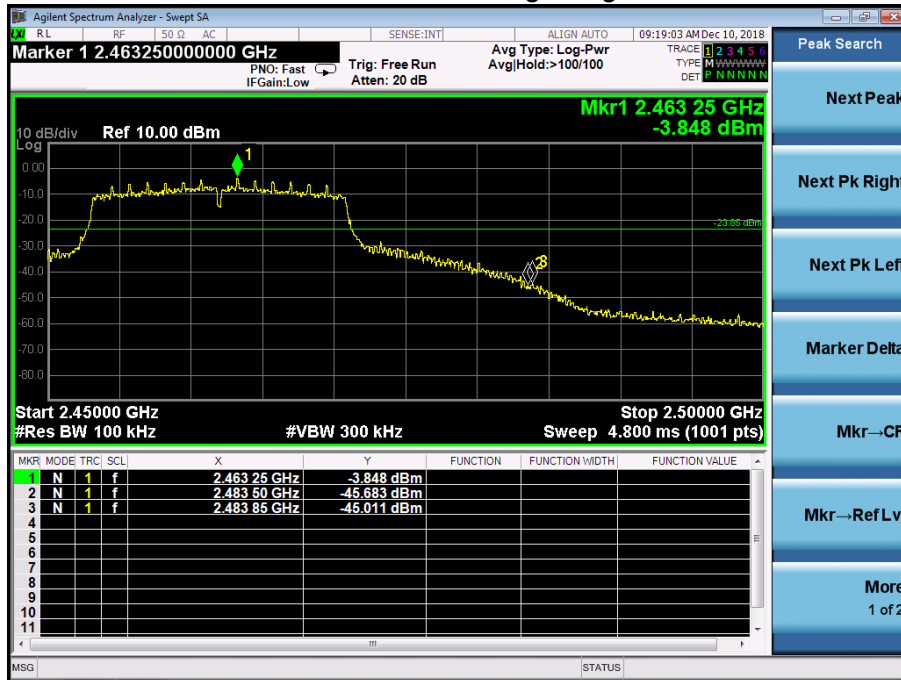 Agilent Spectrum Analyzer - Swept SA
LXI RL RF 50 Ω AC SENSE:INT ALIGN AUTO 09:19:03 AM Dec 10, 2018
Marker 1 2.463250000000 GHz
PNO: Fast
IFGain:Low
Trig: Free Run
Atten: 20 dB
Avg Type: Log-Pwr
Avg|Hold:>100/100
TRACE 1 2 3 4 5 6
TYPE M WWWWW
DET P N N N N N
Peak Search
Mkr1 2.463 25 GHz
-3.848 dBm
10 dB/div Ref 10.00 dBm
Log
1
0.00
-10.0
-20.0
-23.85 dBm
-30.0
-40.0
3
-50.0
-60.0
-70.0
-80.0
Start 2.45000 GHz Stop 2.50000 GHz
#Res BW 100 kHz #VBW 300 kHz Sweep 4.800 ms (1001 pts)
MKR MODE TRC SCL X Y FUNCTION FUNCTION WIDTH FUNCTION VALUE
1 N 1 f 2.463 25 GHz -3.848 dBm
2 N 1 f 2.483 50 GHz -45.683 dBm
3 N 1 f 2.483 85 GHz -45.011 dBm
4
5
6
7
8
9
10
11
MSG STATUS
Next Peak
Next Pk Right
Next Pk Left
Marker Delta
Mkr→CF
Mkr→Ref Lv
More
1 of 2